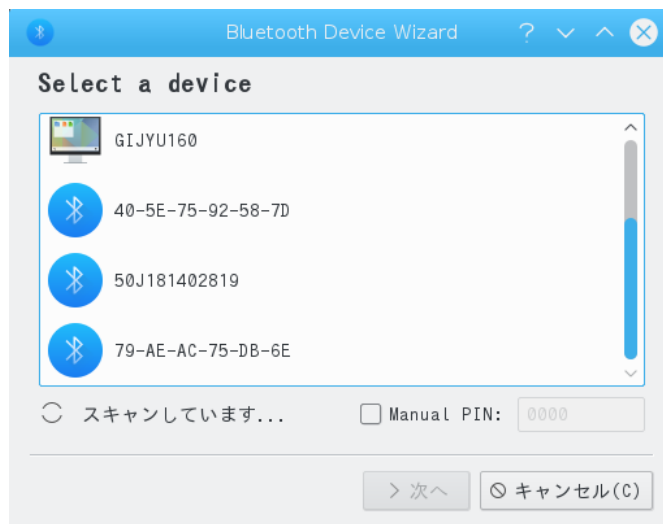 Bluetooth Device Wizard
Select a device
GIJYU160
40-5E-75-92-58-7D
50J181402819
79-AE-AC-75-DB-6E
スキャンしています... Manual PIN: 0000
次へ キャンセル(C)